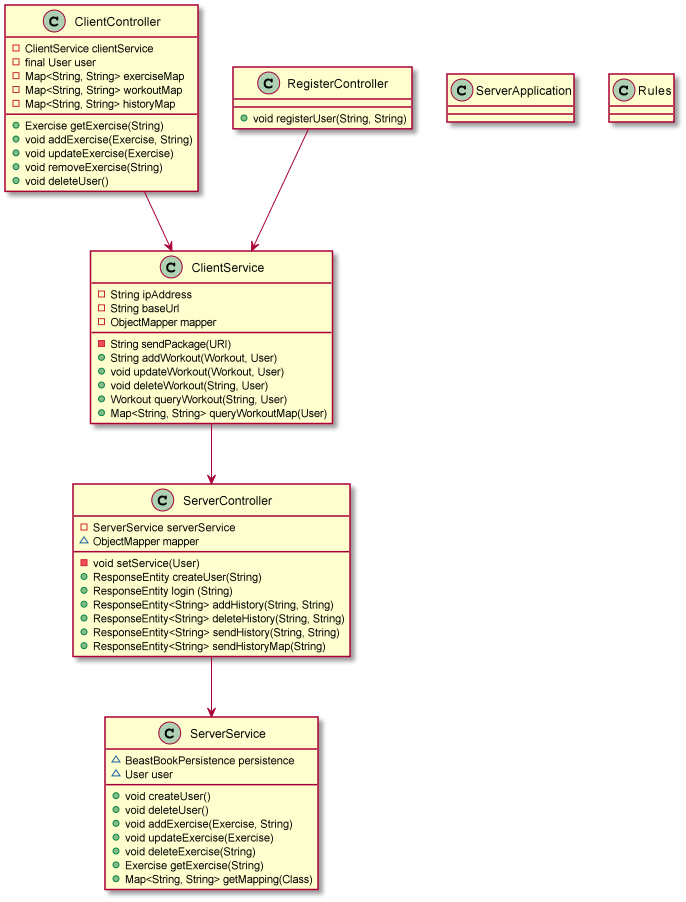 C ClientController
ClientService clientService
final User user
Map<String, String> exerciseMap
Map<String, String> workoutMap
Map<String, String> historyMap
Exercise getExercise(String)
void addExercise(Exercise, String)
void updateExercise(Exercise)
void removeExercise(String)
void deleteUser()
C RegisterController
void registerUser(String, String)
C ServerApplication
C Rules
C ClientService
String ipAddress
String baseUrl
ObjectMapper mapper
String sendPackage(URI)
String addWorkout(Workout, User)
void updateWorkout(Workout, User)
void deleteWorkout(String, User)
Workout queryWorkout(String, User)
Map<String, String> queryWorkoutMap(User)
C ServerController
ServerService serverService
ObjectMapper mapper
void setService(User)
ResponseEntity createUser(String)
ResponseEntity login (String)
ResponseEntity<String> addHistory(String, String)
ResponseEntity<String> deleteHistory(String, String)
ResponseEntity<String> sendHistory(String, String)
ResponseEntity<String> sendHistoryMap(String)
C ServerService
BeastBookPersistence persistence
User user
void createUser()
void deleteUser()
void addExercise(Exercise, String)
void updateExercise(Exercise)
void deleteExercise(String)
Exercise getExercise(String)
Map<String, String> getMapping(Class)